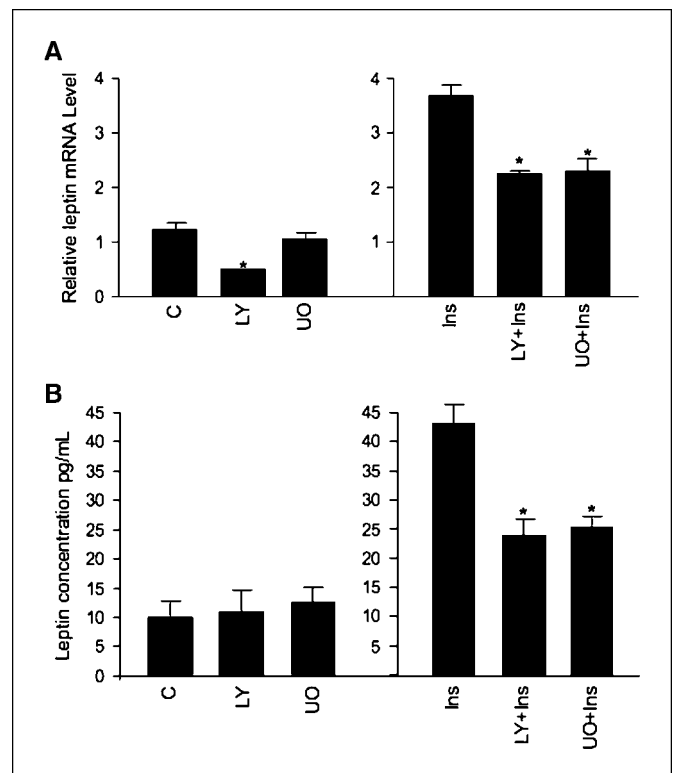 A
Relative leptin mRNA Level
4
3
2
1
0
*
C
LY
UO
4
3
2
1
*
*
Ins
LY+Ins
UO+Ins
B
Leptin concentration pg/mL
45
40
35
30
25
20
15
10
5
0
C
LY
UO
45
40
35
30
25
20
15
10
5
*
*
Ins
LY+Ins
UO+Ins